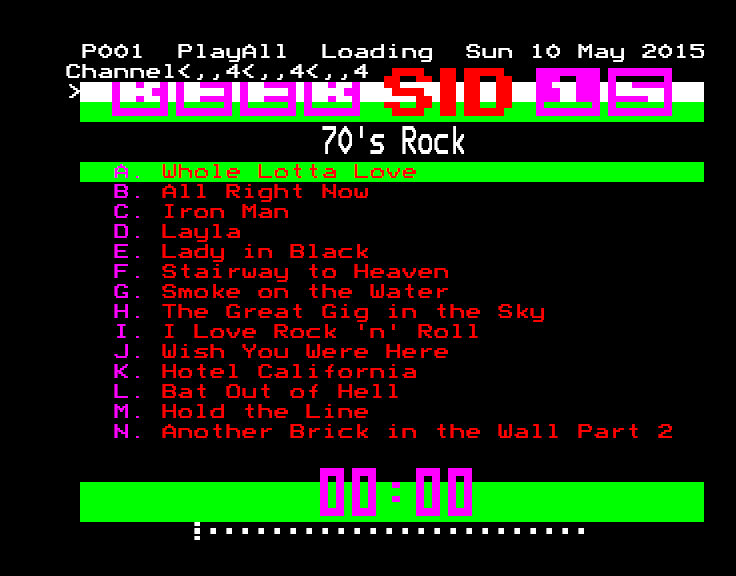 P001 PlayAll Loading Sun 10 May 2015
Channel<,,4<,,4<,,4
> SID 15
70's Rock
A. Whole Lotta Love
B. All Right Now
C. Iron Man
D. Layla
E. Lady in Black
F. Stairway to Heaven
G. Smoke on the Water
H. The Great Gig in the Sky
I. I Love Rock 'n' Roll
J. Wish You Were Here
K. Hotel California
L. Bat Out of Hell
M. Hold the Line
N. Another Brick in the Wall Part 2
00:00